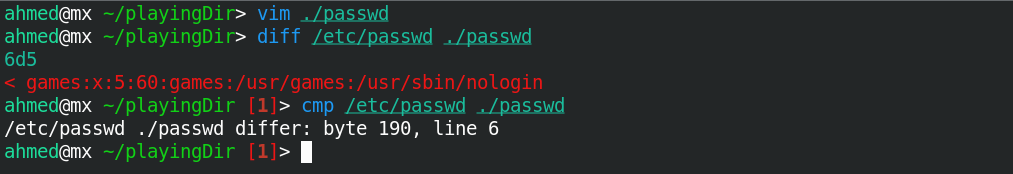 ahmed@mx ~/playingDir> vim ./passwd
ahmed@mx ~/playingDir> diff /etc/passwd ./passwd
6d5
< games:x:5:60:games:/usr/games:/usr/sbin/nologin
ahmed@mx ~/playingDir [1]> cmp /etc/passwd ./passwd
/etc/passwd ./passwd differ: byte 190, line 6
ahmed@mx ~/playingDir [1]>